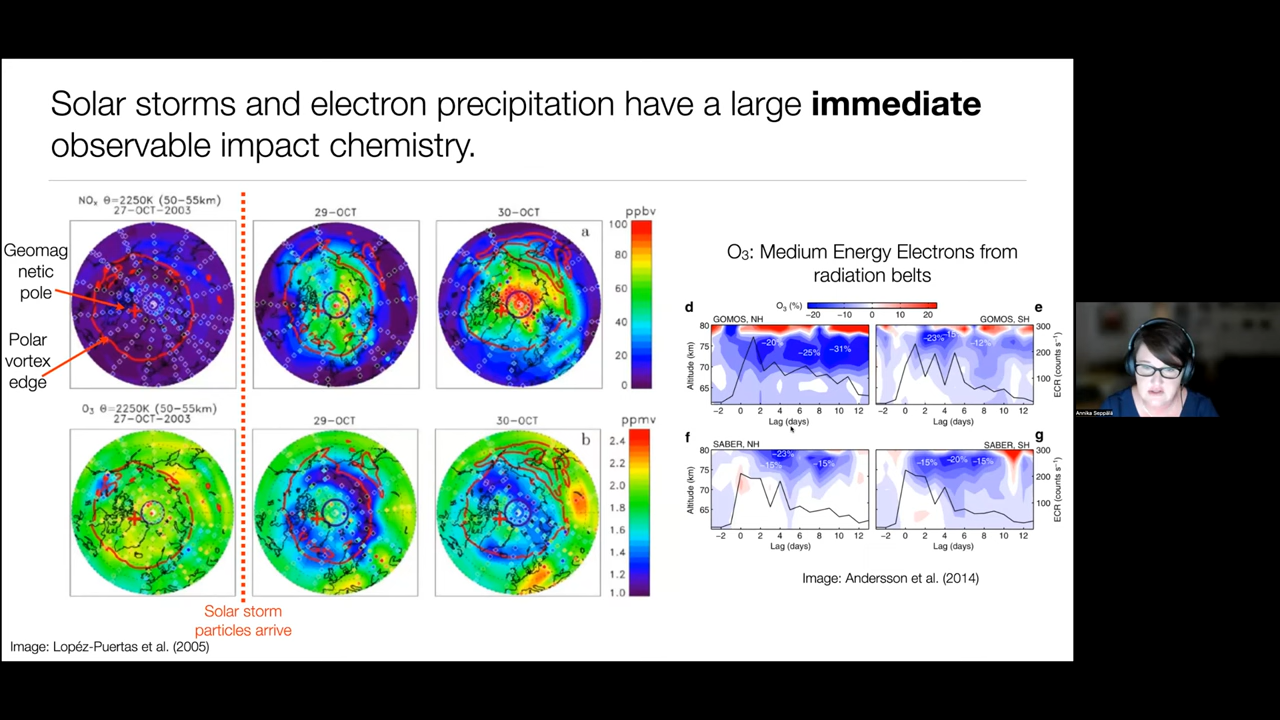 Solar storms and electron precipitation have a large immediate
observable impact chemistry.
NOx θ=2250K (50-55km)
27-OCT-2003
29-OCT
30-OCT
ppbv
a
100
80
60
40
20
0
Geomag
netic
pole
Polar
vortex
edge
O3 θ=2250K (50-55km)
27-OCT-2003
29-OCT
30-OCT
ppmv
b
2.4
2.2
2.0
1.8
1.6
1.4
1.2
1.0
Solar storm
particles arrive
Image: Lopéz-Puertas et al. (2005)
O3: Medium Energy Electrons from
radiation belts
O3 (%)
−20 −10 0 10 20
d
GOMOS, NH
80
75
70
65
Altitude (km)
−20%
−25%
−31%
−2 0 2 4 6 8 10 12
Lag (days)
e
GOMOS, SH
300
200
100
ECR (counts s−1)
−23%
−12%
−2 0 2 4 6 8 10 12
Lag (days)
f
SABER, NH
80
75
70
65
Altitude (km)
−23%
−15%
−15%
−2 0 2 4 6 8 10 12
Lag (days)
g
SABER, SH
300
200
100
ECR (counts s−1)
−15%
−20%
−15%
−2 0 2 4 6 8 10 12
Lag (days)
Image: Andersson et al. (2014)
Annika Seppälä